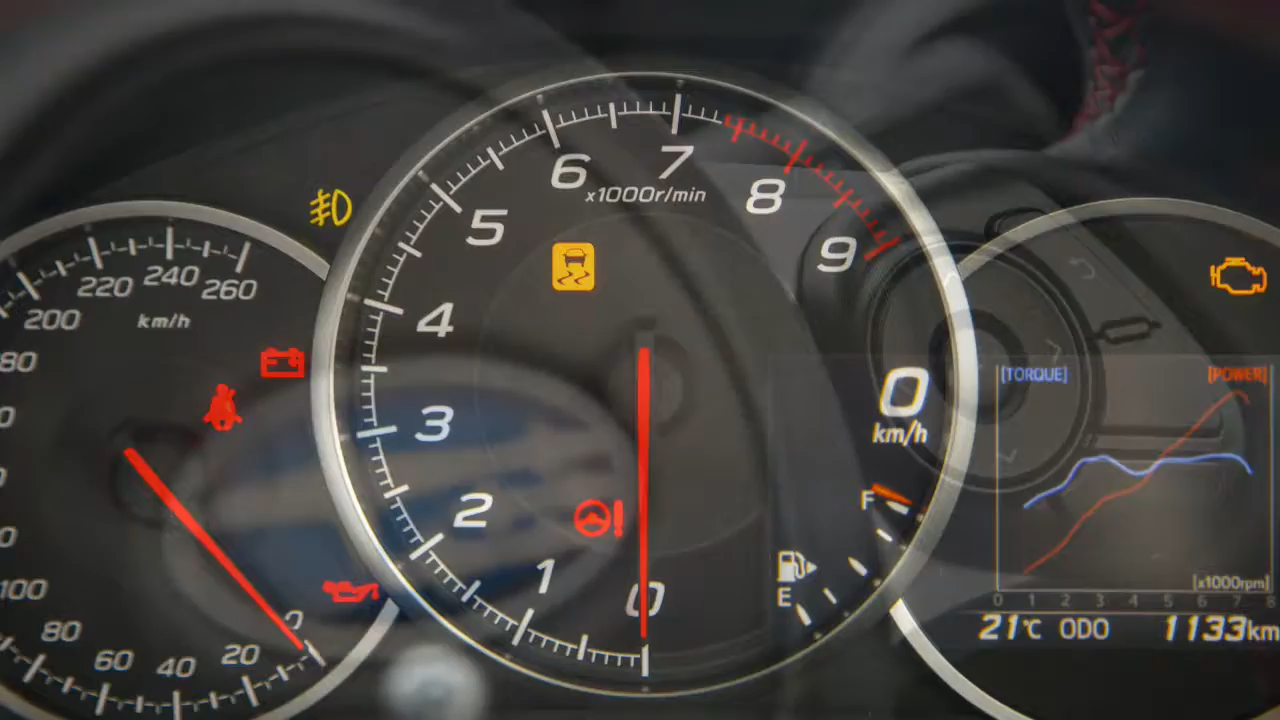 6
7
x1000r/min
8
5
9
4
3
2
1
0
0
km/h
F
E
220
240
260
200
km/h
100
80
60
40
20
0
[TORQUE]
[POWER]
[x1000rpm]
0 1 2 3 4 5 6 7 8
21℃ ODO 1133km